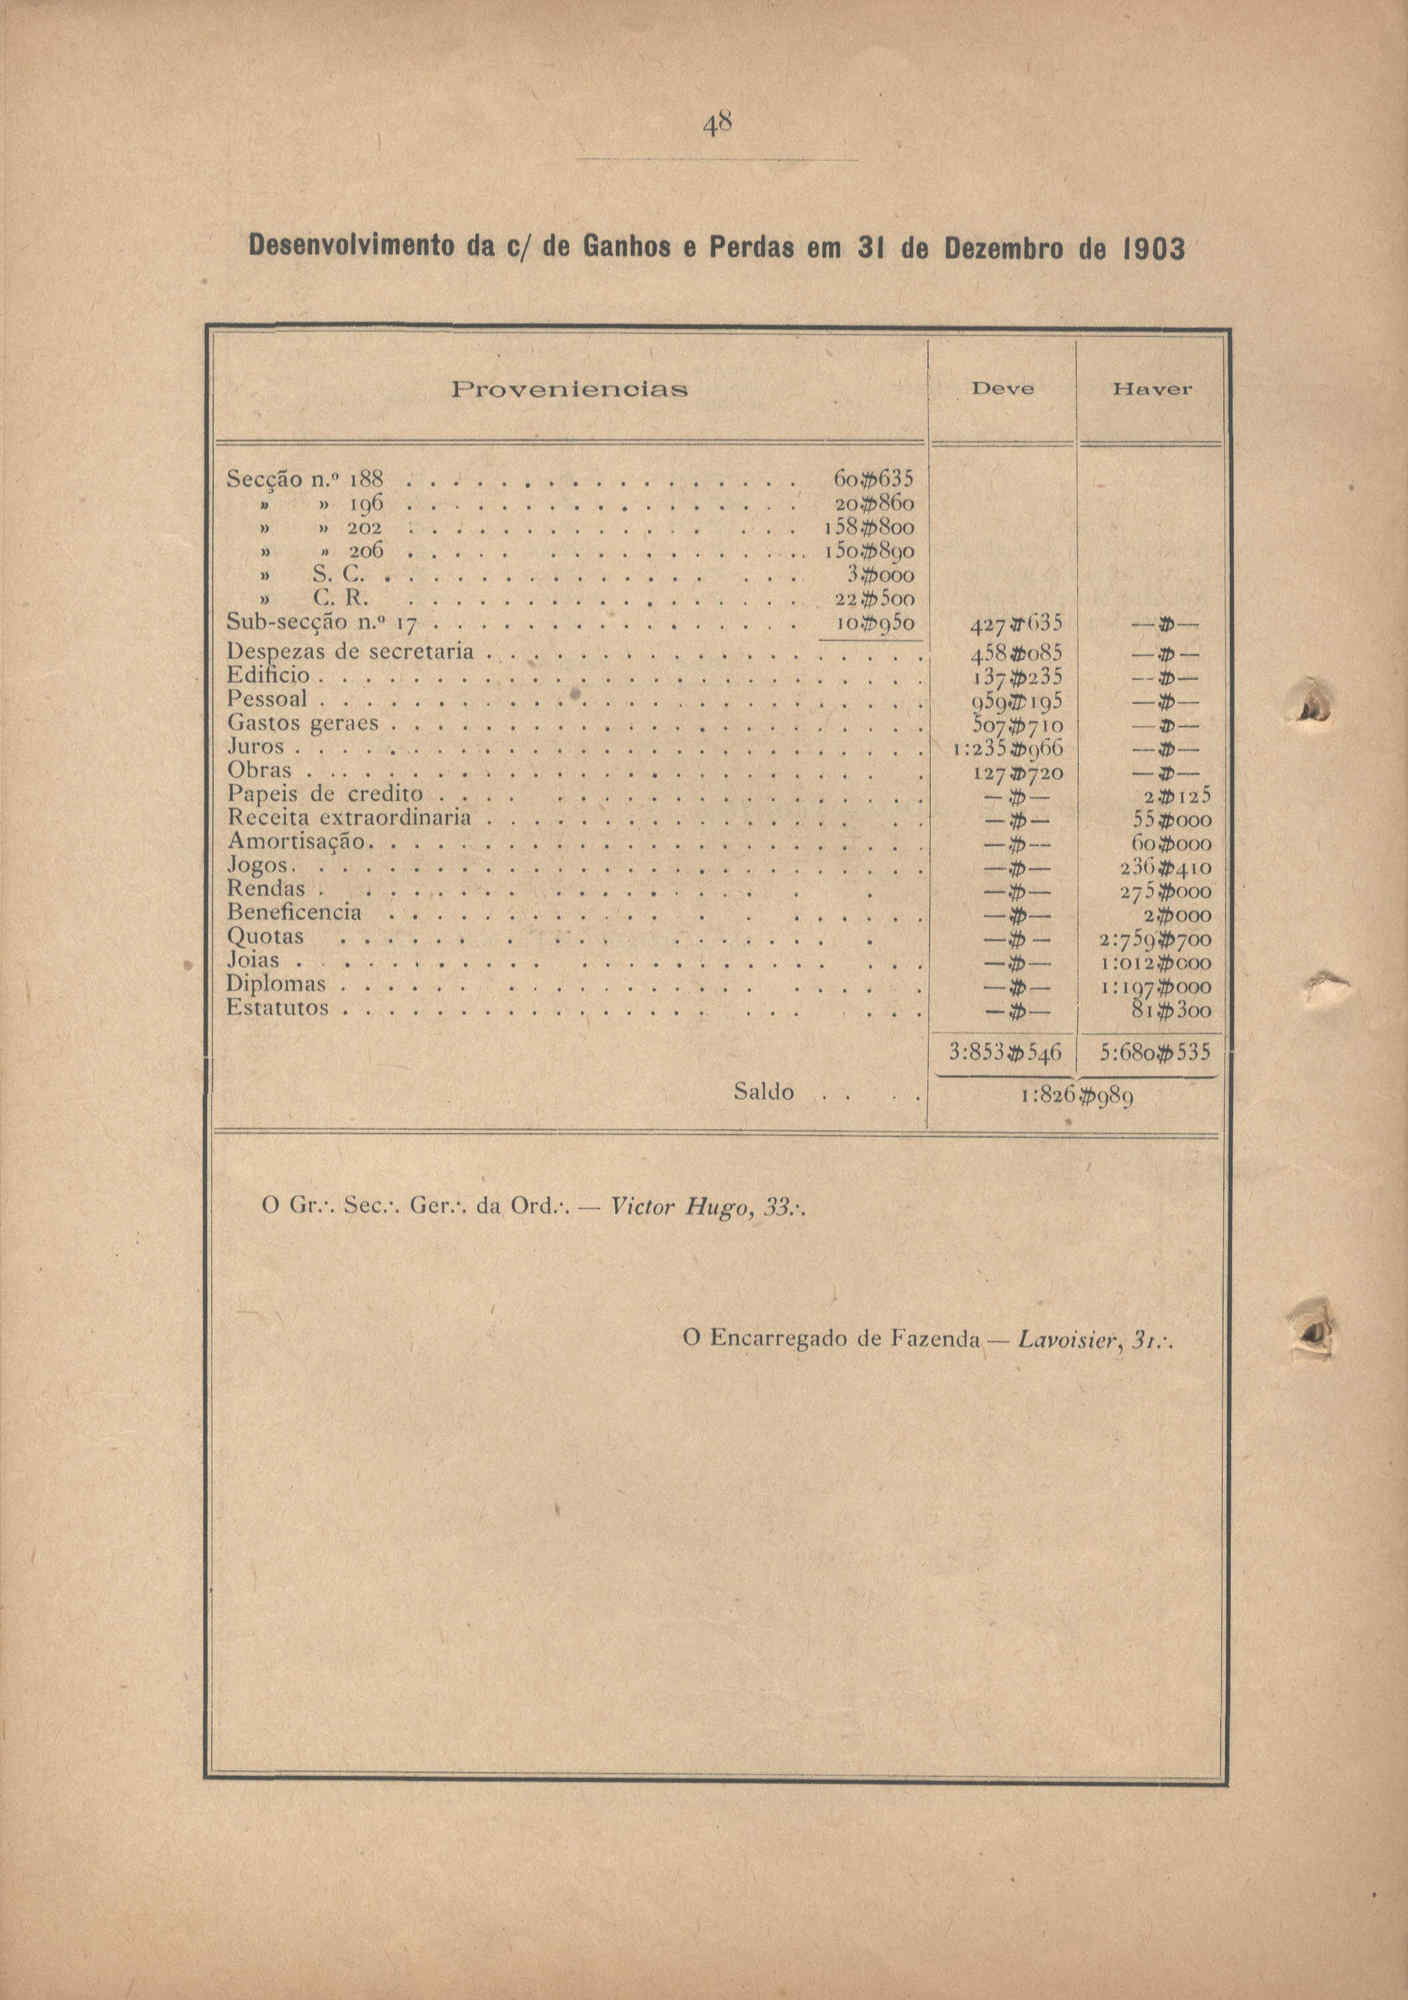 48
Desenvolvimento da c/ de Ganhos e Perdas em 31 de Dezembro de 1903
Proveniencias Deve Haver
Secção n.º 188 . . . . . . . . . . . . . . . . . 60$635
» » 196 . . . . . . . . . . . . . . . . . 20$860
» » 202 . . . . . . . . . . . . . . . . 158$800
» » 206 . . . . . . . . . . . . . . . . 150$890
» S. C. . . . . . . . . . . . . . . . . . 3$000
» C. R. . . . . . . . . . . . . . . . . . 22$500
Sub-secção n.º 17 . . . . . . . . . . . . . . . . 10$950 427$635 —$—
Despezas de secretaria . . . . . . . . . . . . . . . . . . . 458$085 —$—
Edificio . . . . . . . . . . . . . . . . . . . . . . . . . . 137$235 —$—
Pessoal . . . . . . . . . . . . . . . . . . . . . . . . . . 959$195 —$—
Gastos geraes . . . . . . . . . . . . . . . . . . . . . . . 507$710 —$—
Juros . . . . . . . . . . . . . . . . . . . . . . . . . . . 1:235$966 —$—
Obras . . . . . . . . . . . . . . . . . . . . . . . . . . 127$720 —$—
Papeis de credito . . . . . . . . . . . . . . . . . . . . —$— 2$125
Receita extraordinaria . . . . . . . . . . . . . . . . . . —$— 55$000
Amortisação. . . . . . . . . . . . . . . . . . . . . . . . —$— 60$000
Jogos. . . . . . . . . . . . . . . . . . . . . . . . . . . —$— 236$410
Rendas . . . . . . . . . . . . . . . . . . . . . —$— 275$000
Beneficencia . . . . . . . . . . . . . . . . . . . —$— 2$000
Quotas . . . . . . . . . . . . . . . . . . . —$— 2:759$700
Joias . . . . . . . . . . . . . . . . . . . . . . . . . —$— 1:012$000
Diplomas . . . . . . . . . . . . . . . . . . . . . . . —$— 1:197$000
Estatutos . . . . . . . . . . . . . . . . . . . . . . —$— 81$300
3:853$546 5:680$535
Saldo . . . . 1:826$989
O Gr.·. Sec.·. Ger.·. da Ord.·. — Victor Hugo, 33.·.
O Encarregado de Fazenda — Lavoisier, 31.·.